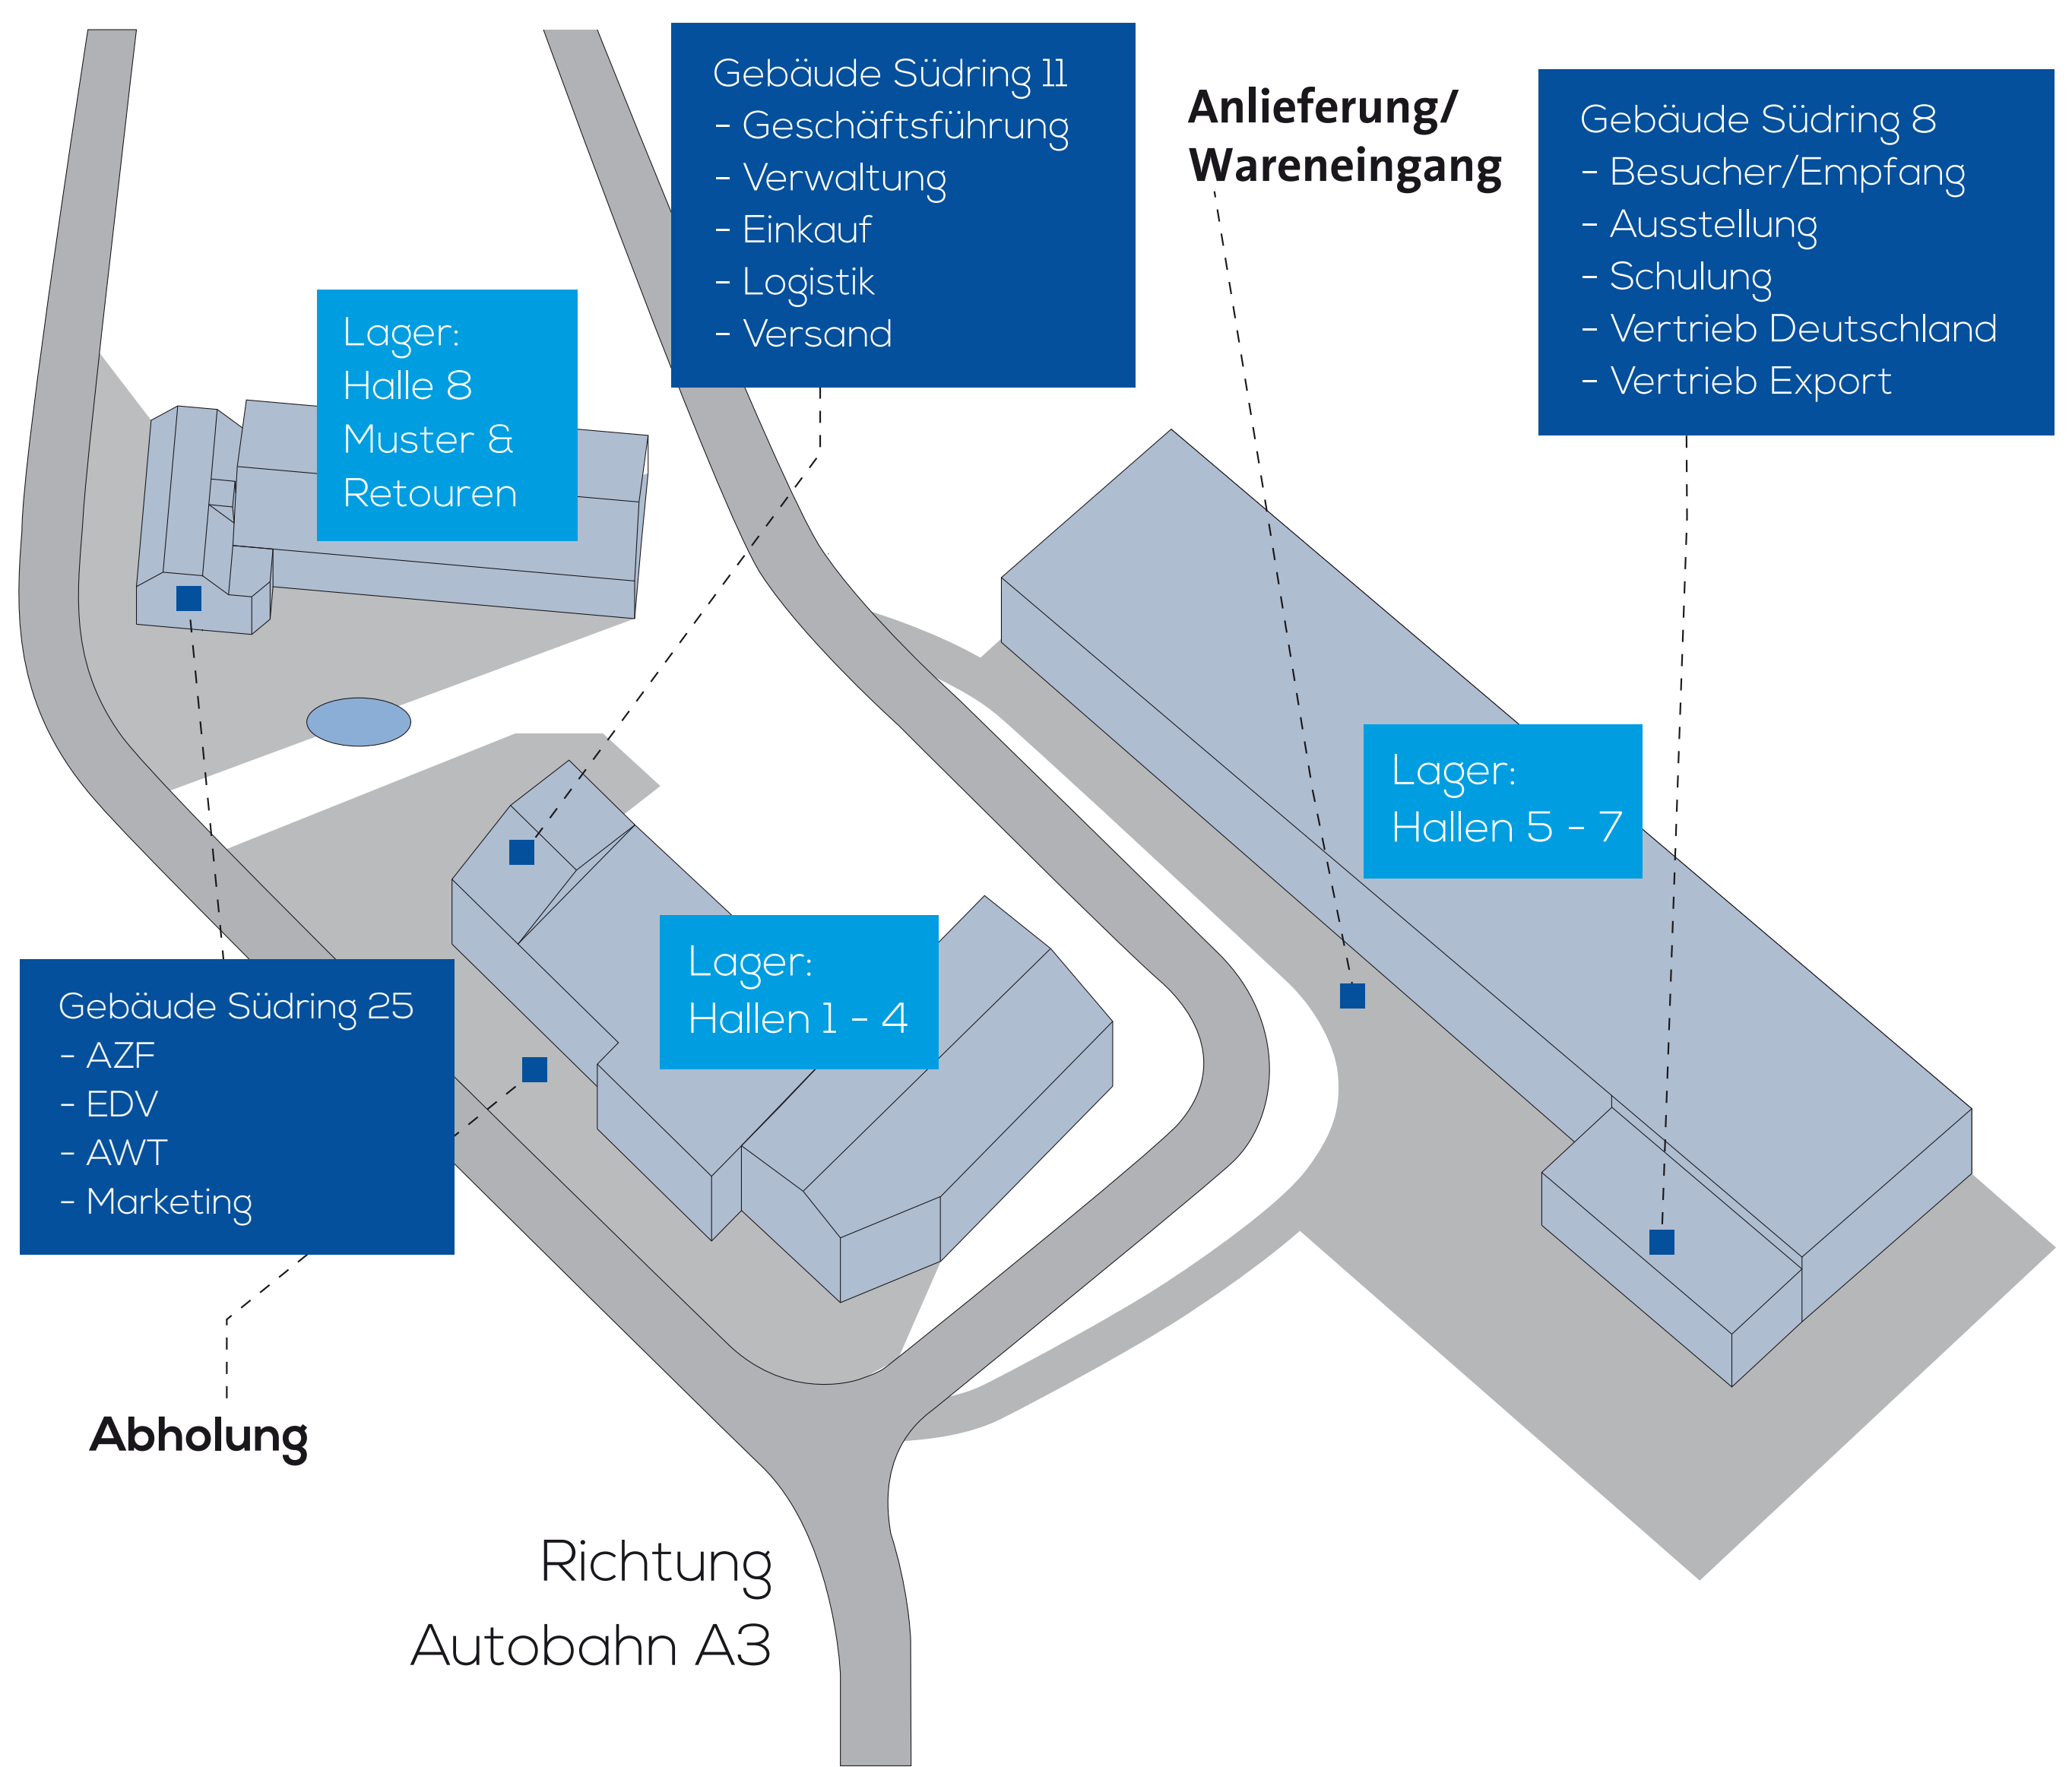 Gebäude Südring 11
- Geschäftsführung
- Verwaltung
- Einkauf
- Logistik
- Versand
Anlieferung/
Wareneingang
Gebäude Südring 8
- Besucher/Empfang
- Ausstellung
- Schulung
- Vertrieb Deutschland
- Vertrieb Export
Lager:
Halle 8
Muster &
Retouren
Lager:
Hallen 5 - 7
Lager:
Hallen 1 - 4
Gebäude Südring 25
- AZF
- EDV
- AWT
- Marketing
Abholung
Richtung
Autobahn A3